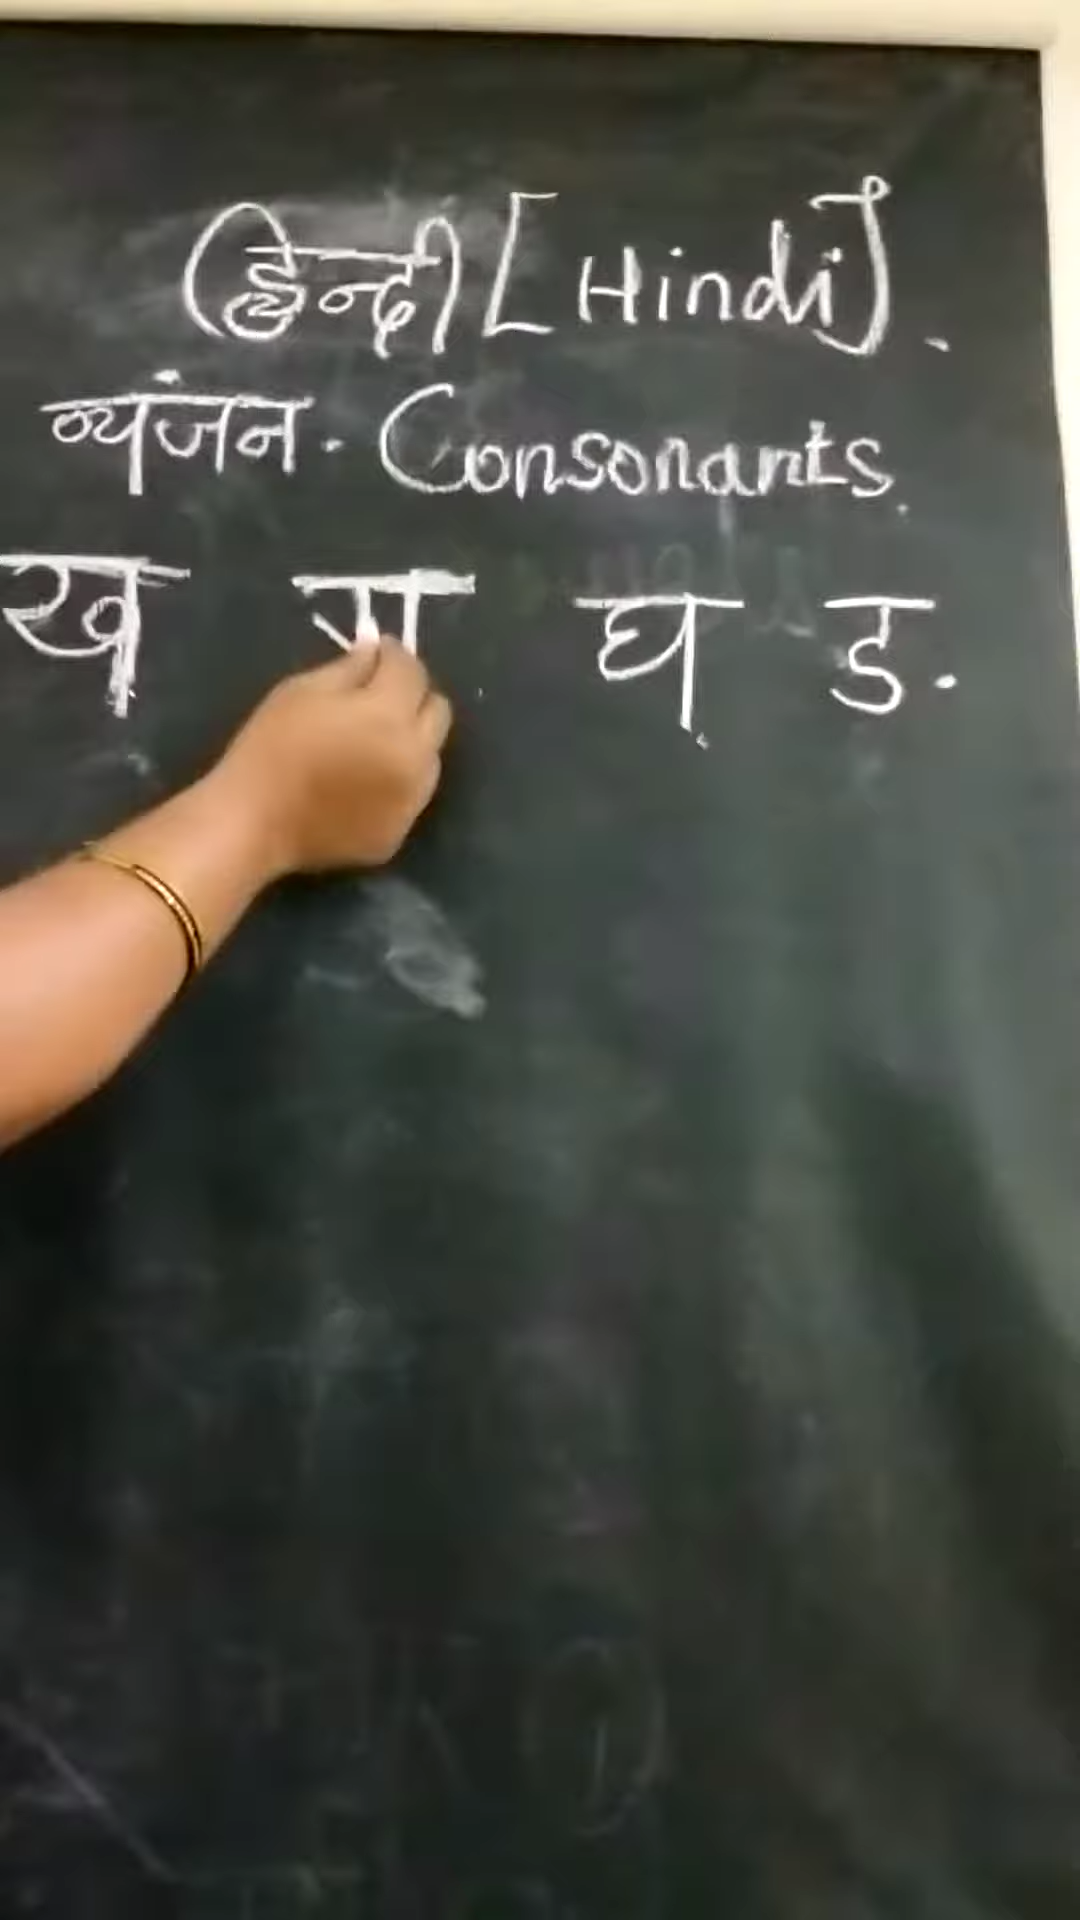 हिन्दी [Hindi].
व्यंजन. Consonants.
ख ग घ ङ